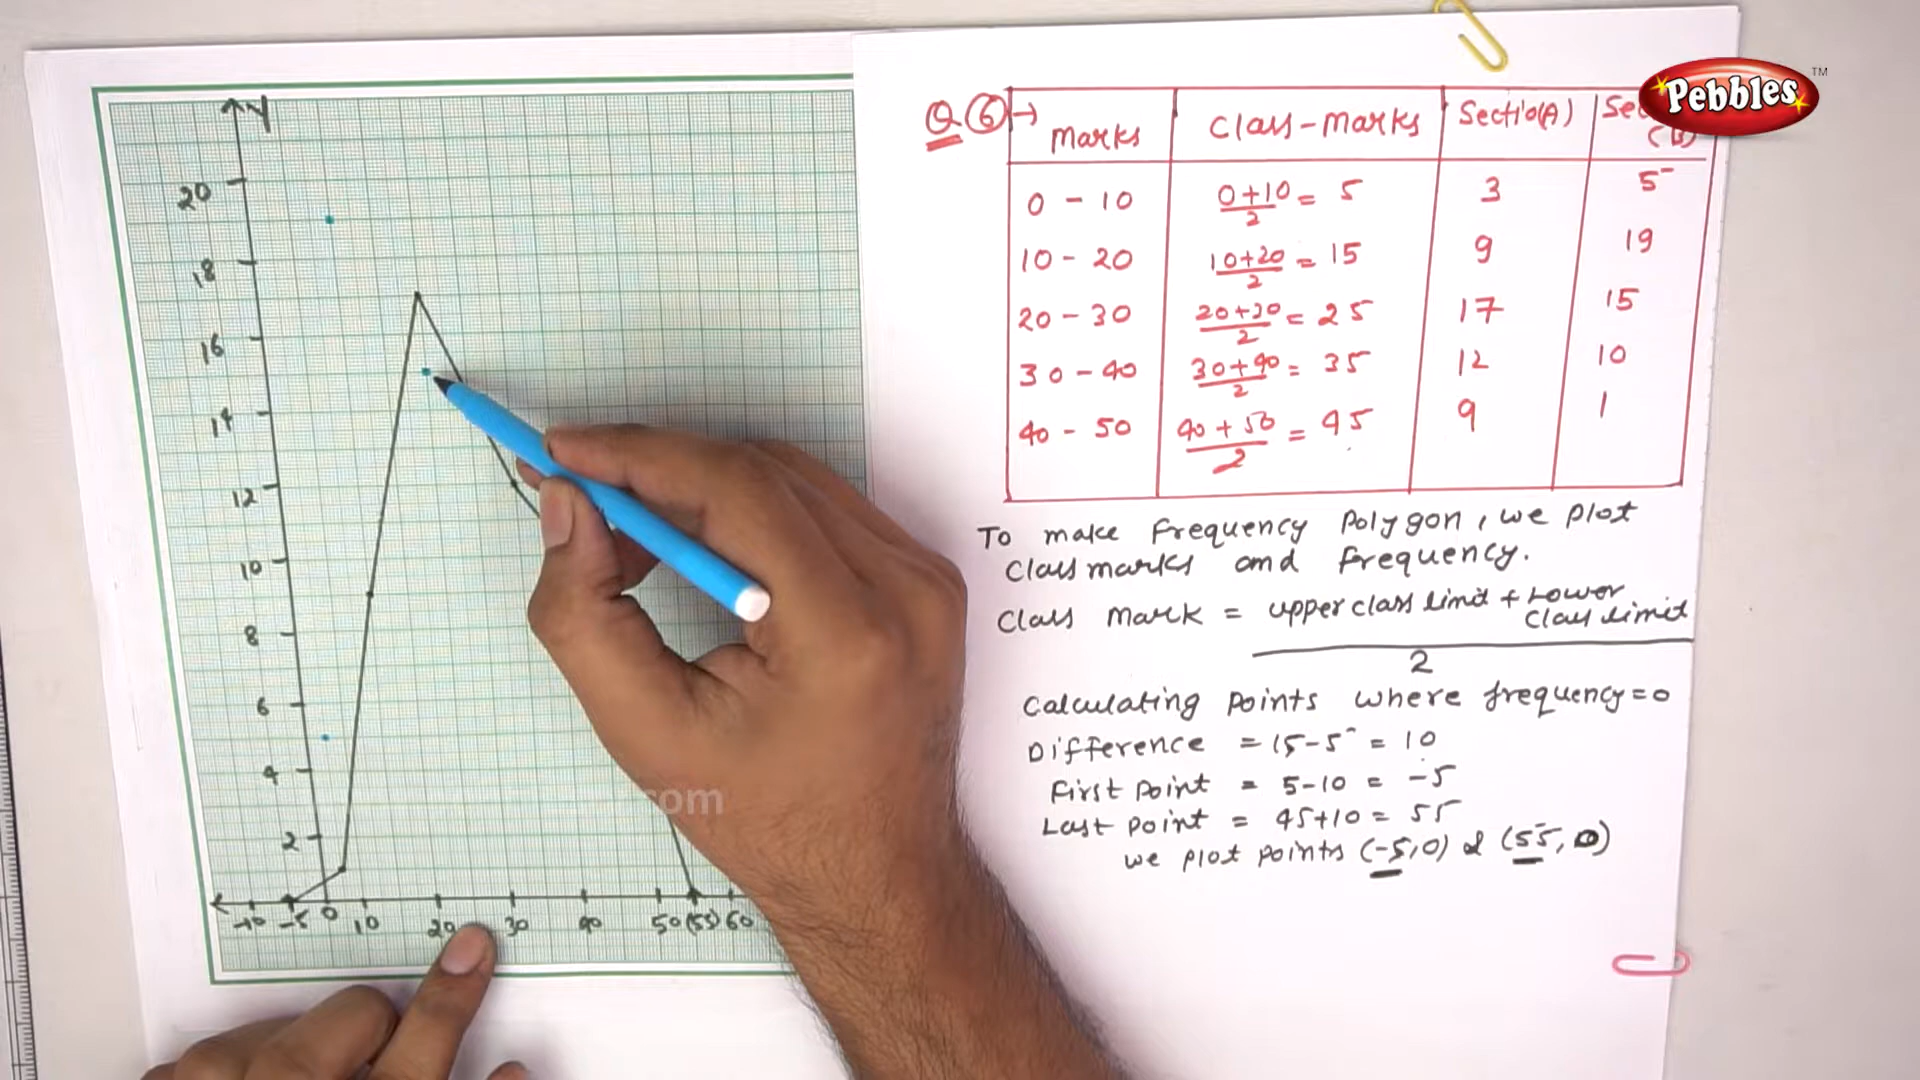 Y
20
18
16
14
12
10
8
6
4
2
-10 -5 0 10 20 30 40 50 (55) 60
com
Pebbles TM
Q (6) →
Marks Class-Marks Sectio(A) (B)
0 - 10 0+10/2 = 5 3 5
10 - 20 10+20/2 = 15 9 19
20 - 30 20+30/2 = 25 17 15
30 - 40 30+40/2 = 35 12 10
40 - 50 40+50/2 = 45 9 1
To make frequency Polygon, we plot
Class marks and frequency.
Class Mark = upper class limit + Lower
Class limit
2
Calculating Points where frequency=0
Difference = 15-5 = 10
First Point = 5-10 = -5
Last Point = 45+10 = 55
we plot points (-5,0) & (55, 0)